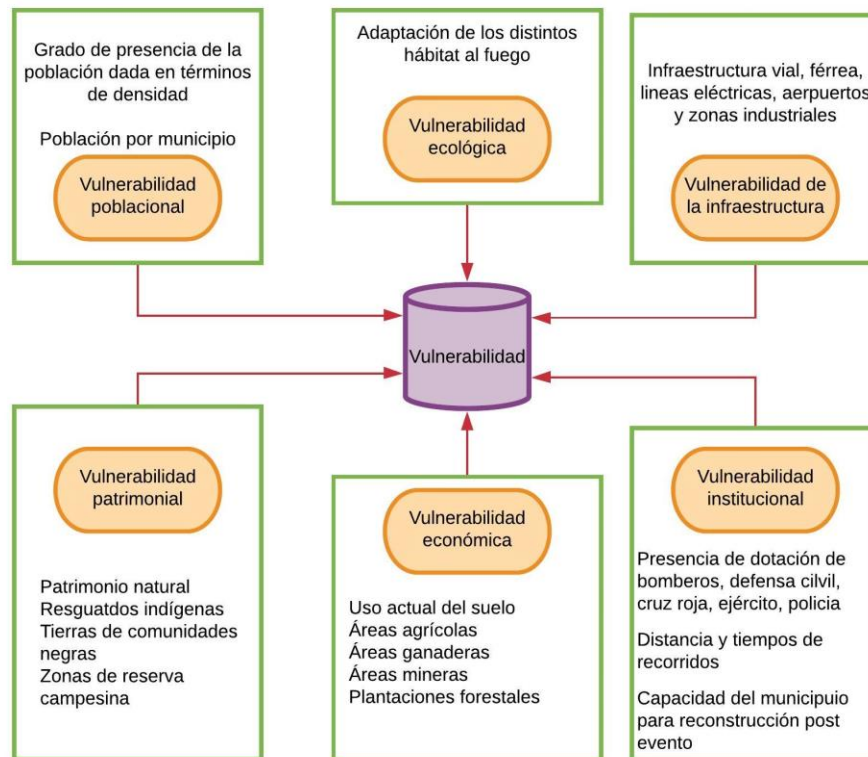 Grado de presencia de la
población dada en términos
de densidad
Población por municipio
Vulnerabilidad
poblacional
Adaptación de los distintos
hábitat al fuego
Vulnerabilidad
ecológica
Infraestructura vial, férrea,
lineas eléctricas, aerpuertos
y zonas industriales
Vulnerabilidad de
la infraestructura
Vulnerabilidad
Vulnerabilidad
patrimonial
Patrimonio natural
Resguatdos indígenas
Tierras de comunidades
negras
Zonas de reserva
campesina
Vulnerabilidad
económica
Uso actual del suelo
Áreas agrícolas
Áreas ganaderas
Áreas mineras
Plantaciones forestales
Vulnerabilidad
institucional
Presencia de dotación de
bomberos, defensa cilvil,
cruz roja, ejército, policia
Distancia y tiempos de
recorridos
Capacidad del municipuio
para reconstrucción post
evento